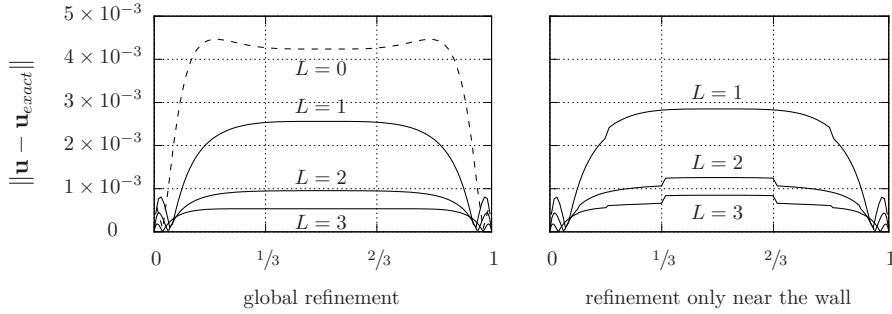 5 × 10⁻³
4 × 10⁻³
3 × 10⁻³
2 × 10⁻³
1 × 10⁻³
0
||u − u_exact||
L = 0
L = 1
L = 2
L = 3
0 1/3 2/3 1
global refinement
L = 1
L = 2
L = 3
0 1/3 2/3 1
refinement only near the wall